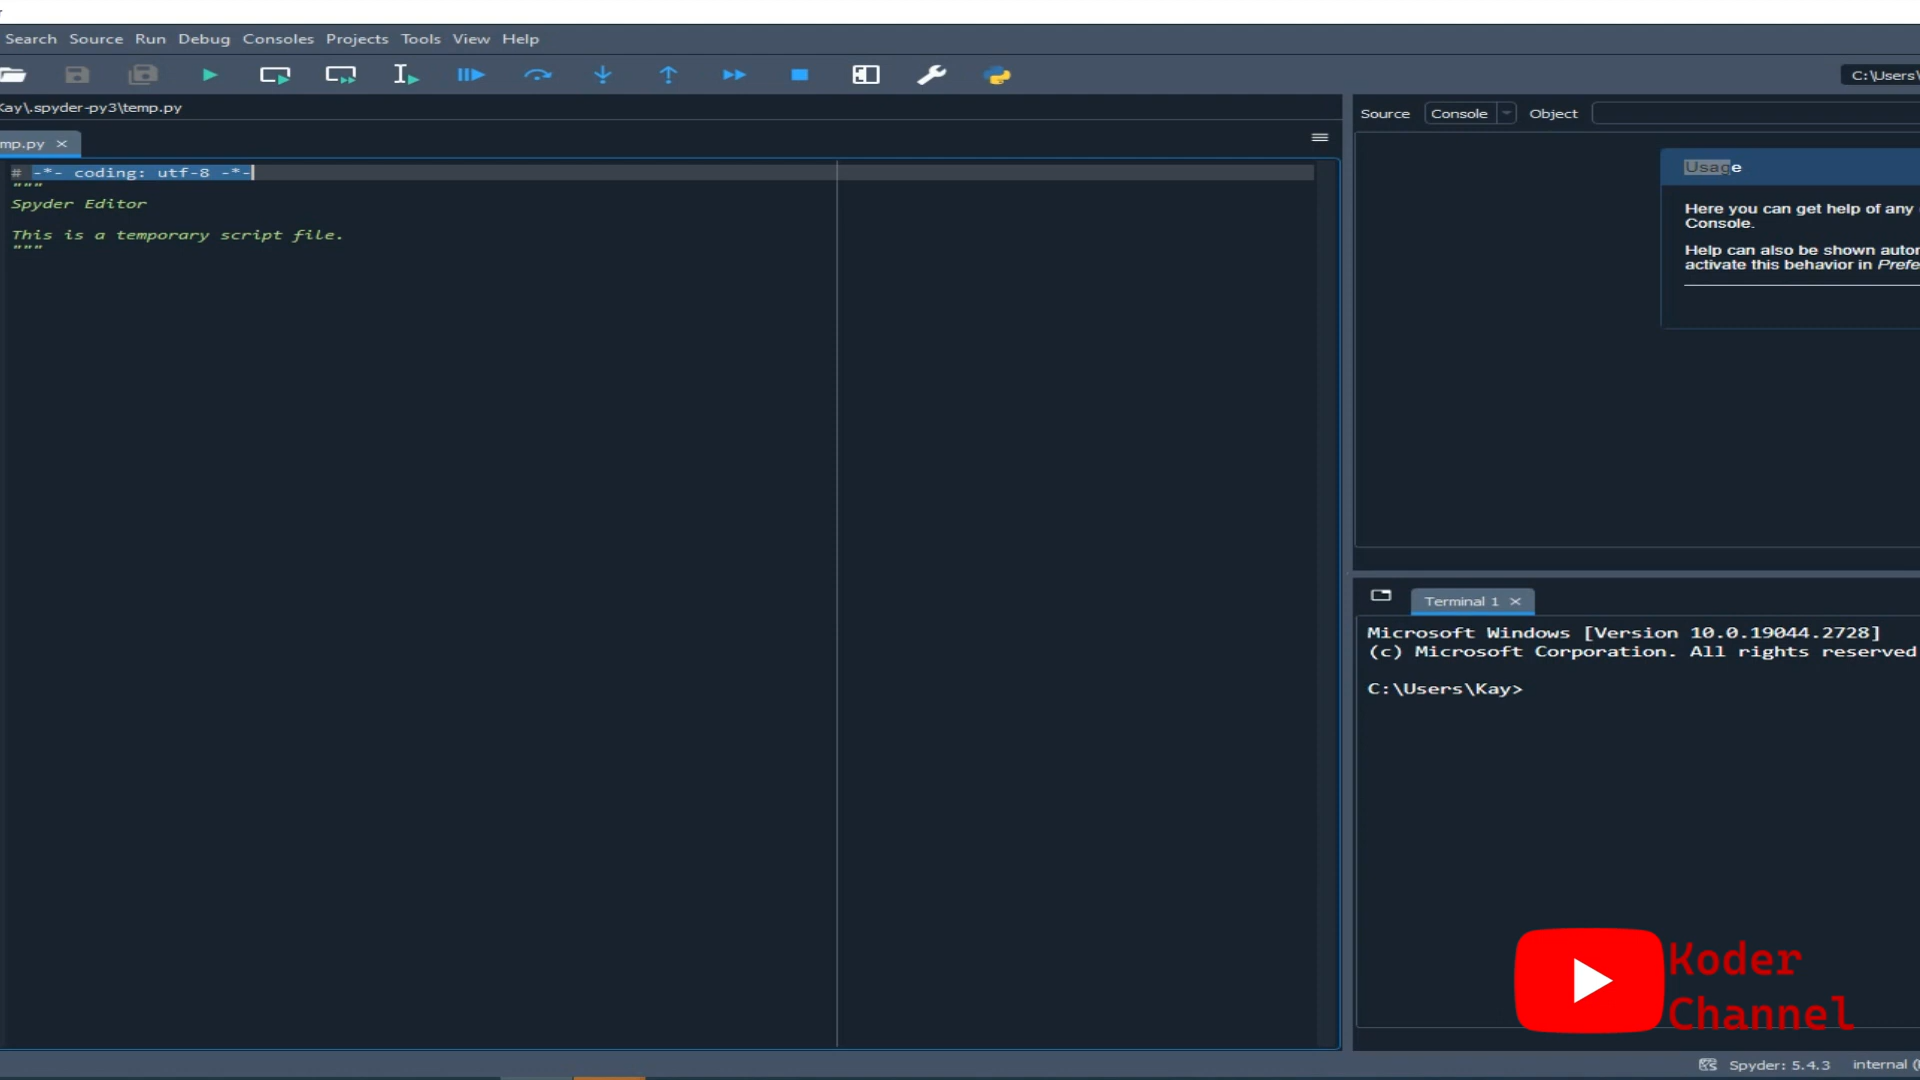 Search Source Run Debug Consoles Projects Tools View Help
C:\Users\
Kay\.spyder-py3\temp.py
mp.py
# -*- coding: utf-8 -*-
"""
Spyder Editor
This is a temporary script file.
"""
Source Console Object
Usage
Here you can get help of any
Console.
Help can also be shown autom
activate this behavior in Prefe
Terminal 1
Microsoft Windows [Version 10.0.19044.2728]
(c) Microsoft Corporation. All rights reserved
C:\Users\Kay>
Koder
Channel
Spyder: 5.4.3 internal (